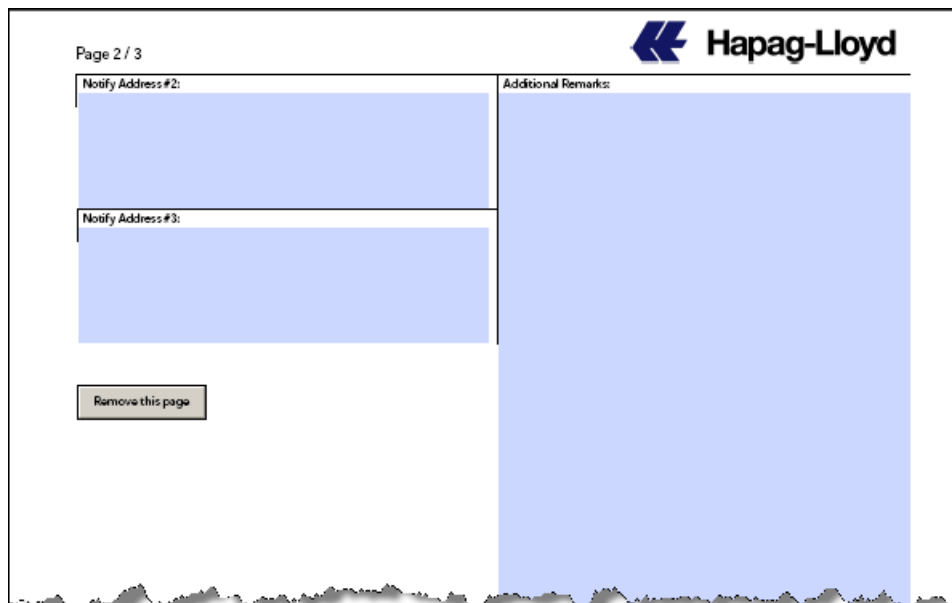 Page 2 / 3
Hapag-Lloyd
Notify Address #2:
Additional Remarks:
Notify Address #3:
Remove this page